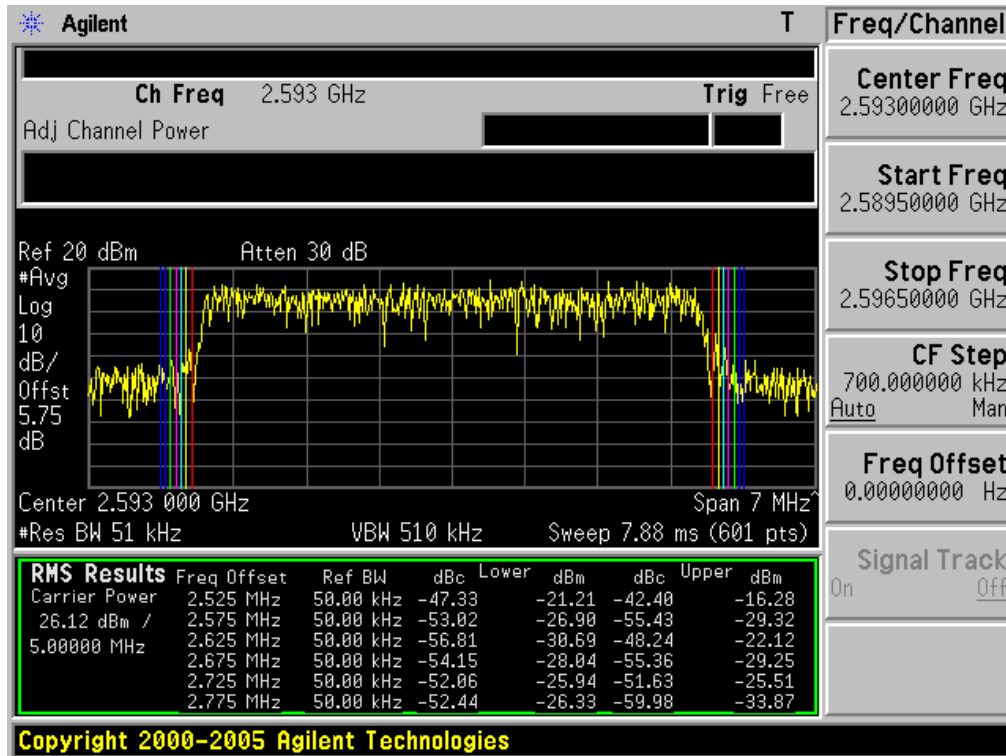 Agilent T
Freq/Channel
Ch Freq 2.593 GHz Trig Free
Adj Channel Power
Center Freq
2.59300000 GHz
Start Freq
2.58950000 GHz
Stop Freq
2.59650000 GHz
CF Step
700.000000 kHz
Auto Man
Freq Offset
0.00000000 Hz
Signal Track
On Off
Ref 20 dBm Atten 30 dB
#Avg
Log
10
dB/
Offst
5.75
dB
Center 2.593 000 GHz Span 7 MHz^
#Res BW 51 kHz VBW 510 kHz Sweep 7.88 ms (601 pts)
RMS Results Freq Offset Ref BW dBc Lower dBm dBc Upper dBm
Carrier Power 2.525 MHz 50.00 kHz -47.33 -21.21 -42.40 -16.28
26.12 dBm / 2.575 MHz 50.00 kHz -53.02 -26.90 -55.43 -29.32
5.00000 MHz 2.625 MHz 50.00 kHz -56.81 -30.69 -48.24 -22.12
2.675 MHz 50.00 kHz -54.15 -28.04 -55.36 -29.25
2.725 MHz 50.00 kHz -52.06 -25.94 -51.63 -25.51
2.775 MHz 50.00 kHz -52.44 -26.33 -59.98 -33.87
Copyright 2000-2005 Agilent Technologies